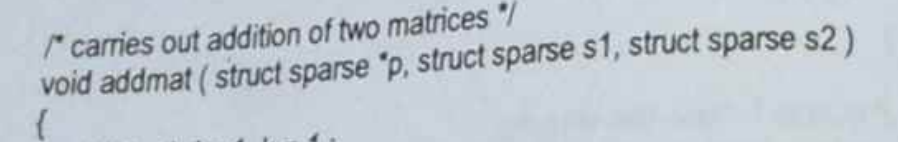 /* carries out addition of two matrices */
void addmat ( struct sparse *p, struct sparse s1, struct sparse s2 )
{